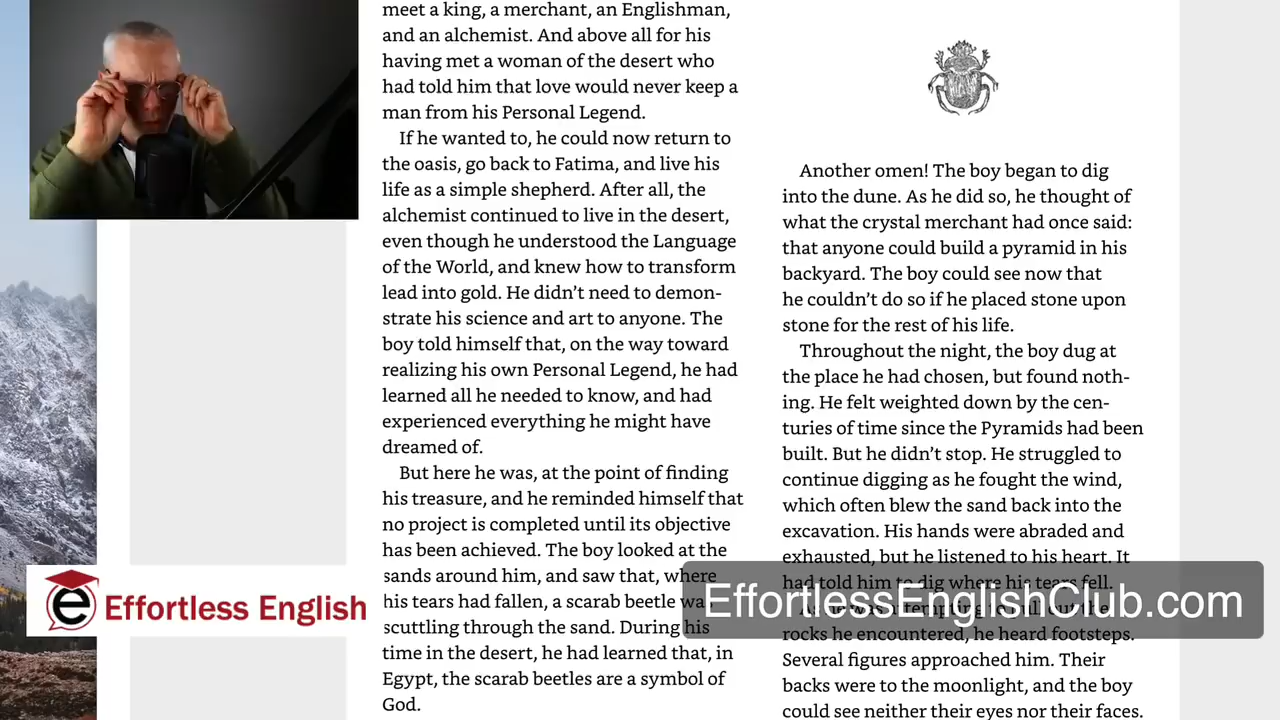 meet a king, a merchant, an Englishman,
and an alchemist. And above all for his
having met a woman of the desert who
had told him that love would never keep a
man from his Personal Legend.
If he wanted to, he could now return to
the oasis, go back to Fatima, and live his
life as a simple shepherd. After all, the
alchemist continued to live in the desert,
even though he understood the Language
of the World, and knew how to transform
lead into gold. He didn’t need to demon-
strate his science and art to anyone. The
boy told himself that, on the way toward
realizing his own Personal Legend, he had
learned all he needed to know, and had
experienced everything he might have
dreamed of.
But here he was, at the point of finding
his treasure, and he reminded himself that
no project is completed until its objective
has been achieved. The boy looked at the
sands around him, and saw that, where
his tears had fallen, a scarab beetle was
scuttling through the sand. During his
time in the desert, he had learned that, in
Egypt, the scarab beetles are a symbol of
God.
Another omen! The boy began to dig
into the dune. As he did so, he thought of
what the crystal merchant had once said:
that anyone could build a pyramid in his
backyard. The boy could see now that
he couldn’t do so if he placed stone upon
stone for the rest of his life.
Throughout the night, the boy dug at
the place he had chosen, but found noth-
ing. He felt weighted down by the cen-
turies of time since the Pyramids had been
built. But he didn’t stop. He struggled to
continue digging as he fought the wind,
which often blew the sand back into the
excavation. His hands were abraded and
exhausted, but he listened to his heart. It
had told him to dig where his tears fell.
As he was attempting to pull out the
rocks he encountered, he heard footsteps.
Several figures approached him. Their
backs were to the moonlight, and the boy
could see neither their eyes nor their faces.
e Effortless English
EffortlessEnglishClub.com